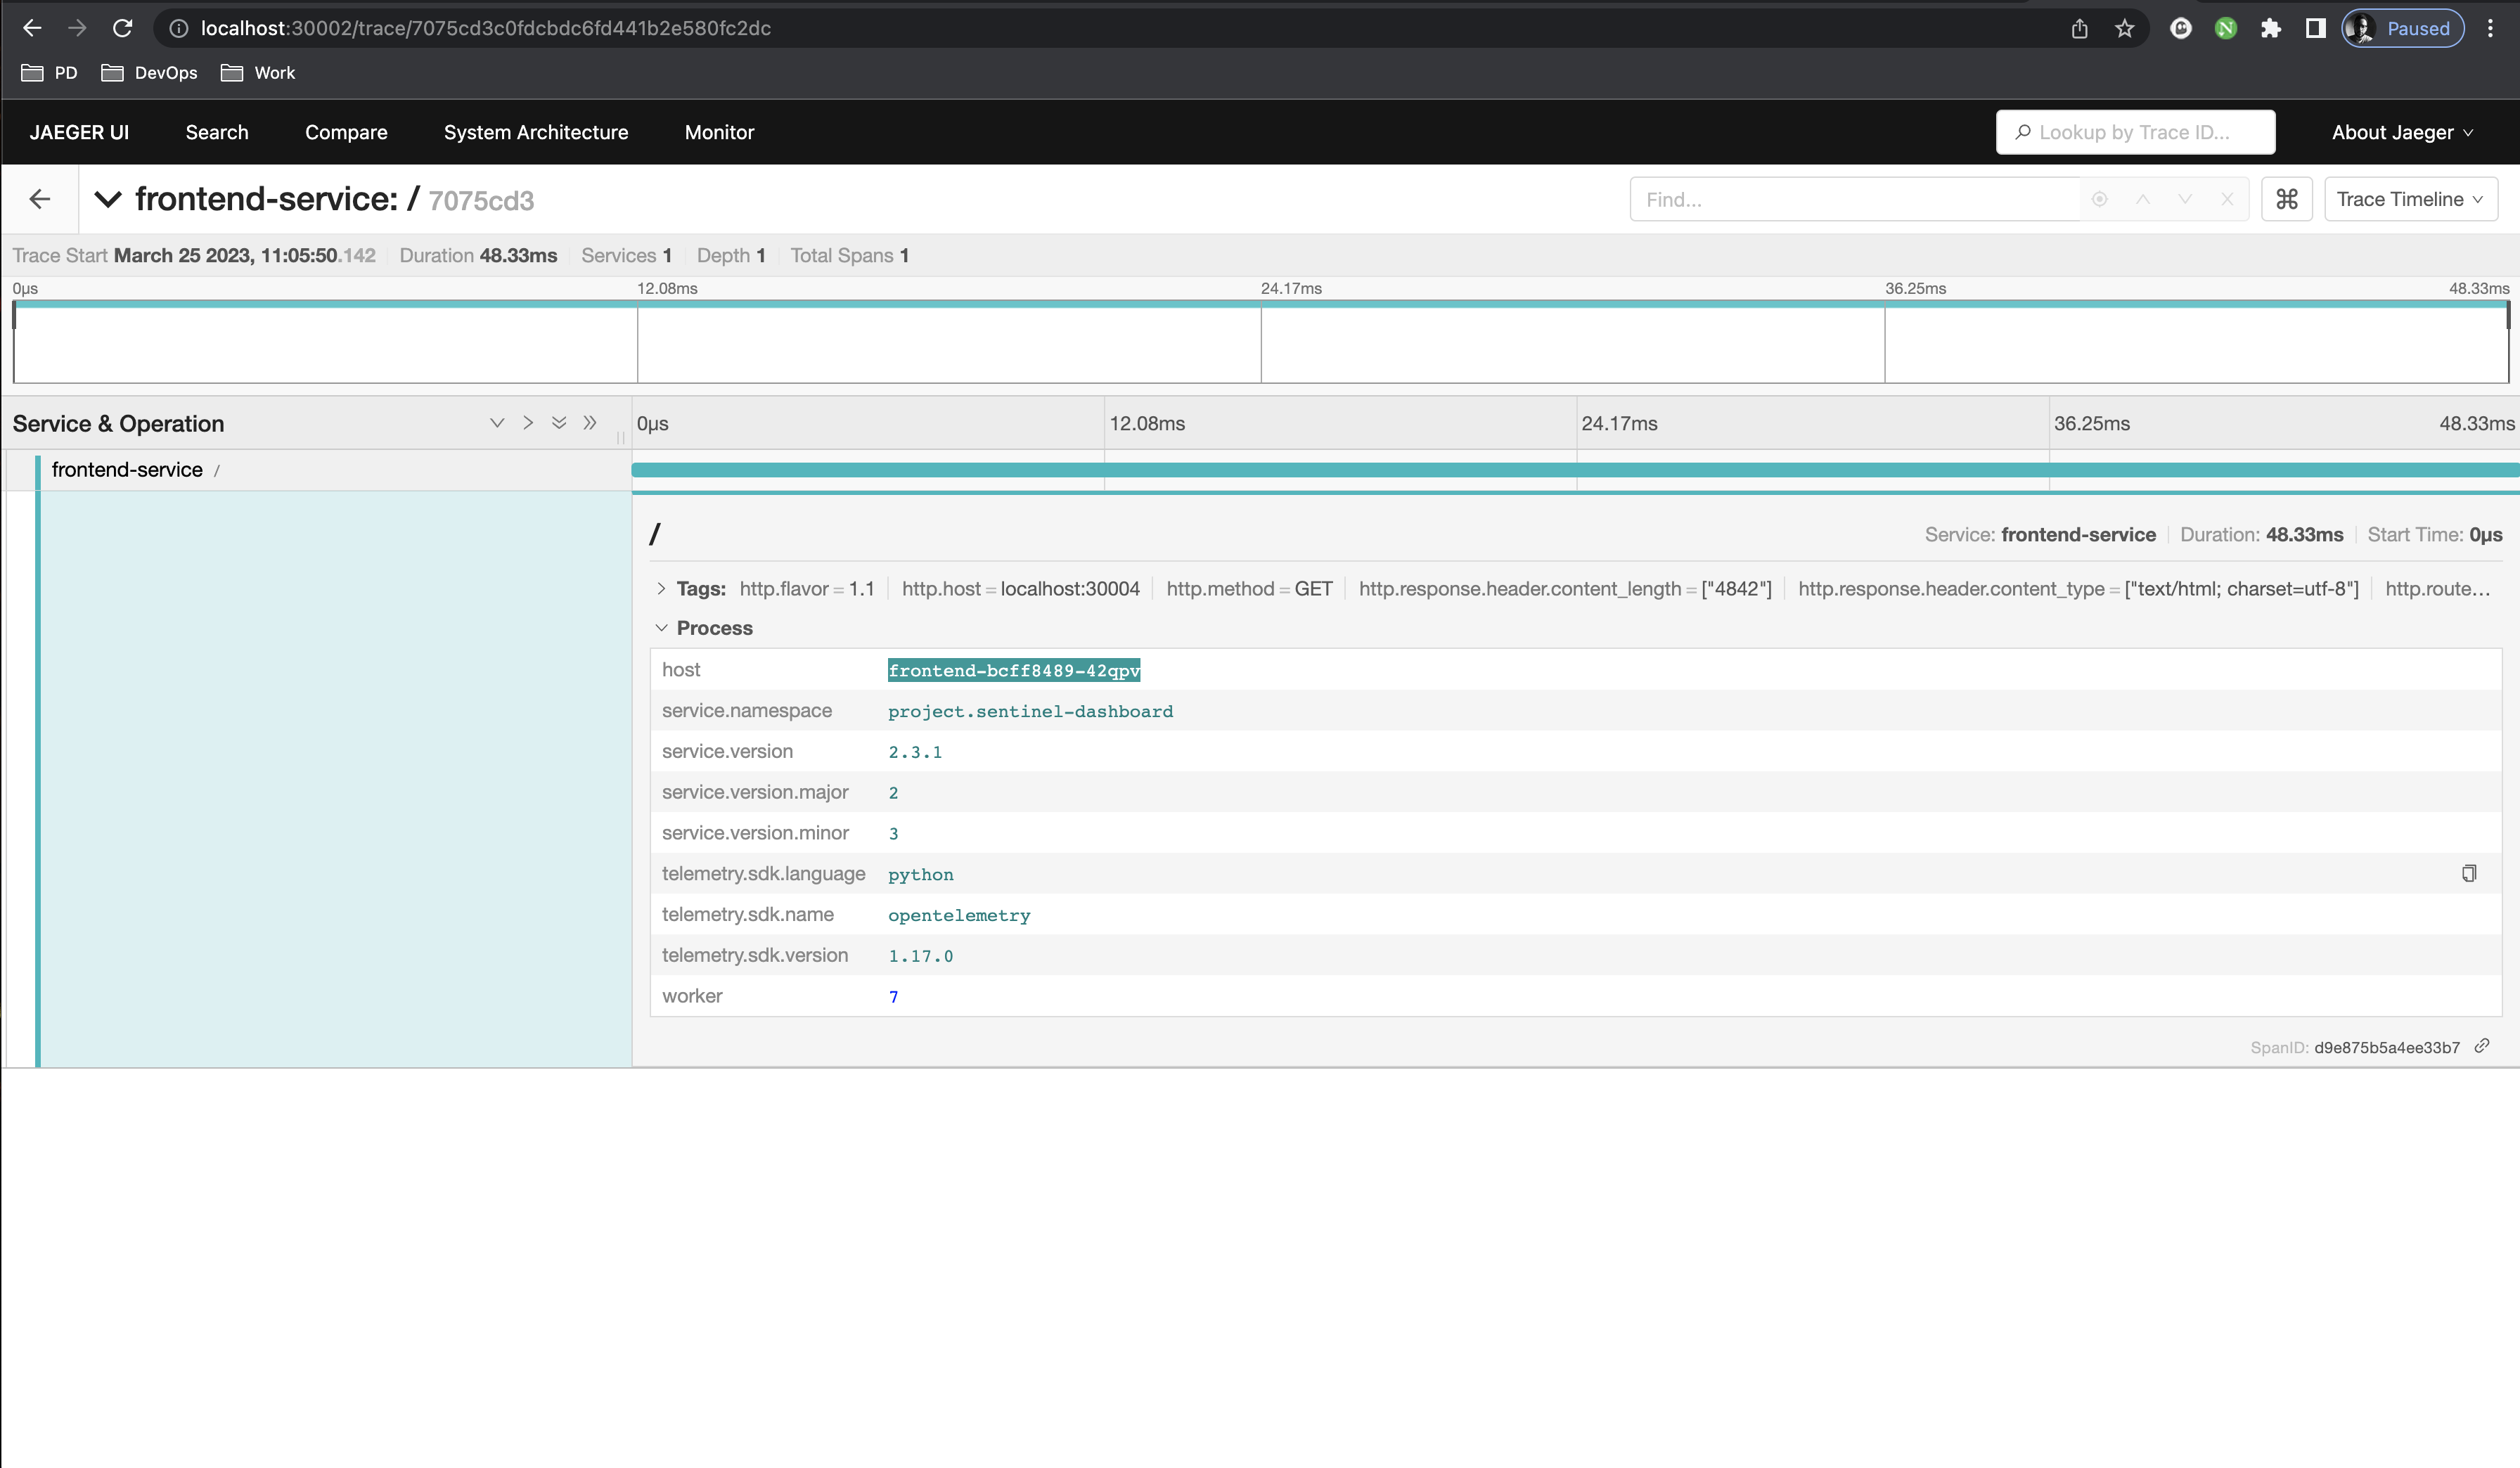 localhost:30002/trace/7075cd3c0fdcbdc6fd441b2e580fc2dc
Paused
PD DevOps Work
JAEGER UI Search Compare System Architecture Monitor Lookup by Trace ID... About Jaeger
frontend-service: / 7075cd3 Find... Trace Timeline
Trace Start March 25 2023, 11:05:50.142 Duration 48.33ms Services 1 Depth 1 Total Spans 1
0μs 12.08ms 24.17ms 36.25ms 48.33ms
Service & Operation 0μs 12.08ms 24.17ms 36.25ms 48.33ms
frontend-service /
/ Service: frontend-service Duration: 48.33ms Start Time: 0μs
Tags: http.flavor = 1.1 http.host = localhost:30004 http.method = GET http.response.header.content_length = ["4842"] http.response.header.content_type = ["text/html; charset=utf-8"] http.route...
Process
host frontend-bcff8489-42qpv
service.namespace project.sentinel-dashboard
service.version 2.3.1
service.version.major 2
service.version.minor 3
telemetry.sdk.language python
telemetry.sdk.name opentelemetry
telemetry.sdk.version 1.17.0
worker 7
SpanID: d9e875b5a4ee33b7